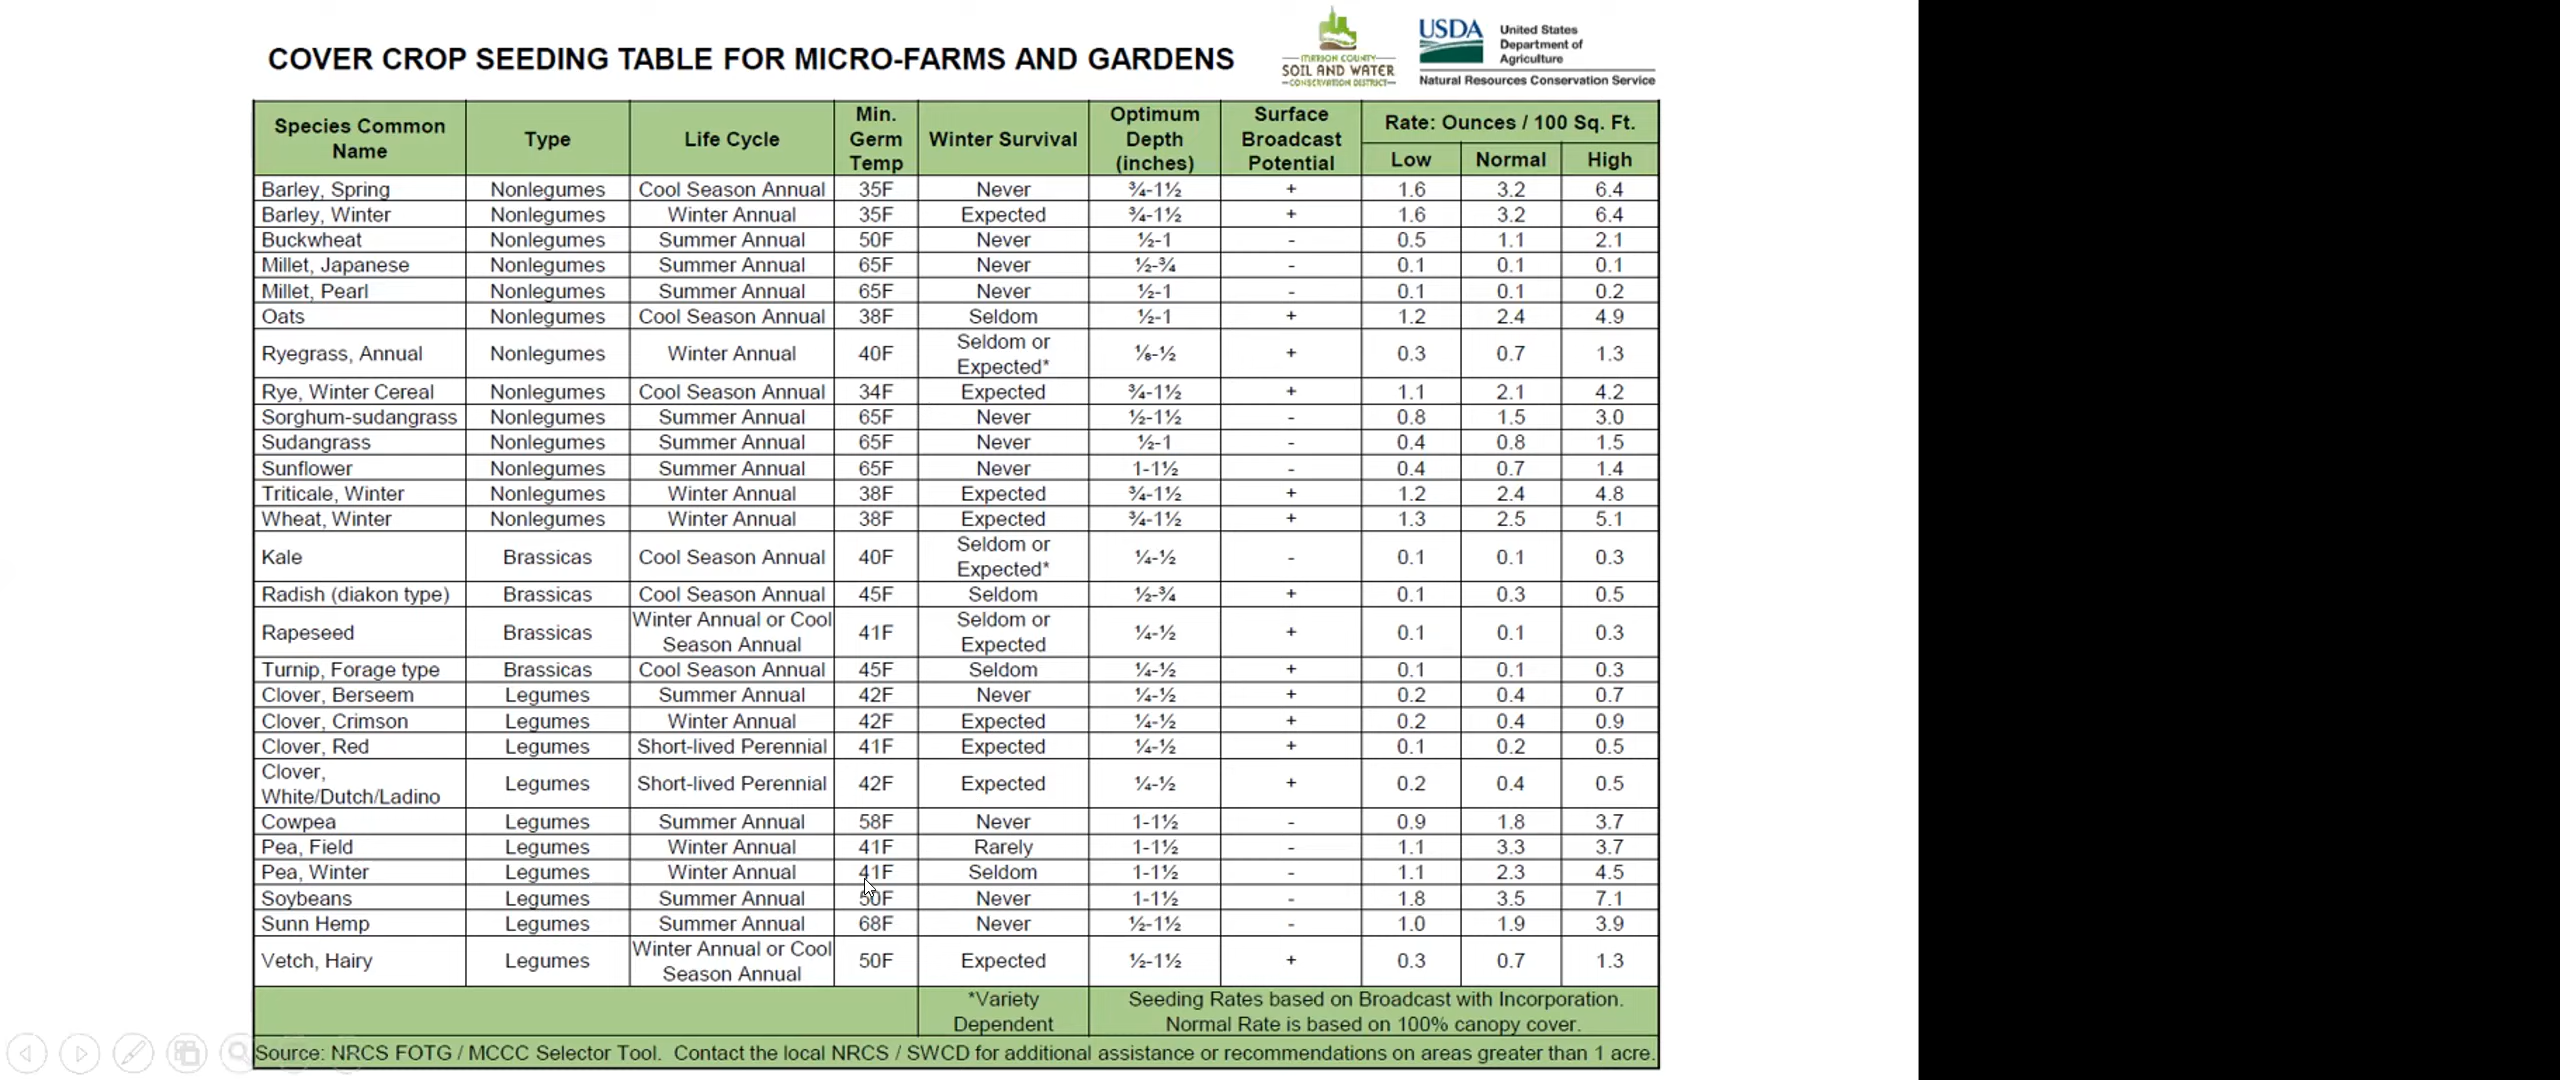 COVER CROP SEEDING TABLE FOR MICRO-FARMS AND GARDENS
MARION COUNTY
SOIL AND WATER
CONSERVATION DISTRICT
USDA
United States
Department of
Agriculture
Natural Resources Conservation Service
Species Common Name | Type | Life Cycle | Min. Germ Temp | Winter Survival | Optimum Depth (inches) | Surface Broadcast Potential | Rate: Ounces / 100 Sq. Ft.
Low | Normal | High
Barley, Spring | Nonlegumes | Cool Season Annual | 35F | Never | ¾-1½ | + | 1.6 | 3.2 | 6.4
Barley, Winter | Nonlegumes | Winter Annual | 35F | Expected | ¾-1½ | + | 1.6 | 3.2 | 6.4
Buckwheat | Nonlegumes | Summer Annual | 50F | Never | ½-1 | - | 0.5 | 1.1 | 2.1
Millet, Japanese | Nonlegumes | Summer Annual | 65F | Never | ½-¾ | - | 0.1 | 0.1 | 0.1
Millet, Pearl | Nonlegumes | Summer Annual | 65F | Never | ½-1 | - | 0.1 | 0.1 | 0.2
Oats | Nonlegumes | Cool Season Annual | 38F | Seldom | ½-1 | + | 1.2 | 2.4 | 4.9
Ryegrass, Annual | Nonlegumes | Winter Annual | 40F | Seldom or Expected* | ⅛-½ | + | 0.3 | 0.7 | 1.3
Rye, Winter Cereal | Nonlegumes | Cool Season Annual | 34F | Expected | ¾-1½ | + | 1.1 | 2.1 | 4.2
Sorghum-sudangrass | Nonlegumes | Summer Annual | 65F | Never | ½-1½ | - | 0.8 | 1.5 | 3.0
Sudangrass | Nonlegumes | Summer Annual | 65F | Never | ½-1 | - | 0.4 | 0.8 | 1.5
Sunflower | Nonlegumes | Summer Annual | 65F | Never | 1-1½ | - | 0.4 | 0.7 | 1.4
Triticale, Winter | Nonlegumes | Winter Annual | 38F | Expected | ¾-1½ | + | 1.2 | 2.4 | 4.8
Wheat, Winter | Nonlegumes | Winter Annual | 38F | Expected | ¾-1½ | + | 1.3 | 2.5 | 5.1
Kale | Brassicas | Cool Season Annual | 40F | Seldom or Expected* | ¼-½ | - | 0.1 | 0.1 | 0.3
Radish (diakon type) | Brassicas | Cool Season Annual | 45F | Seldom | ½-¾ | + | 0.1 | 0.3 | 0.5
Rapeseed | Brassicas | Winter Annual or Cool Season Annual | 41F | Seldom or Expected | ¼-½ | + | 0.1 | 0.1 | 0.3
Turnip, Forage type | Brassicas | Cool Season Annual | 45F | Seldom | ¼-½ | + | 0.1 | 0.1 | 0.3
Clover, Berseem | Legumes | Summer Annual | 42F | Never | ¼-½ | + | 0.2 | 0.4 | 0.7
Clover, Crimson | Legumes | Winter Annual | 42F | Expected | ¼-½ | + | 0.2 | 0.4 | 0.9
Clover, Red | Legumes | Short-lived Perennial | 41F | Expected | ¼-½ | + | 0.1 | 0.2 | 0.5
Clover, White/Dutch/Ladino | Legumes | Short-lived Perennial | 42F | Expected | ¼-½ | + | 0.2 | 0.4 | 0.5
Cowpea | Legumes | Summer Annual | 58F | Never | 1-1½ | - | 0.9 | 1.8 | 3.7
Pea, Field | Legumes | Winter Annual | 41F | Rarely | 1-1½ | - | 1.1 | 3.3 | 3.7
Pea, Winter | Legumes | Winter Annual | 41F | Seldom | 1-1½ | - | 1.1 | 2.3 | 4.5
Soybeans | Legumes | Summer Annual | 50F | Never | 1-1½ | - | 1.8 | 3.5 | 7.1
Sunn Hemp | Legumes | Summer Annual | 68F | Never | ½-1½ | - | 1.0 | 1.9 | 3.9
Vetch, Hairy | Legumes | Winter Annual or Cool Season Annual | 50F | Expected | ½-1½ | + | 0.3 | 0.7 | 1.3
*Variety Dependent | Seeding Rates based on Broadcast with Incorporation.
Normal Rate is based on 100% canopy cover.
Source: NRCS FOTG / MCCC Selector Tool. Contact the local NRCS / SWCD for additional assistance or recommendations on areas greater than 1 acre.